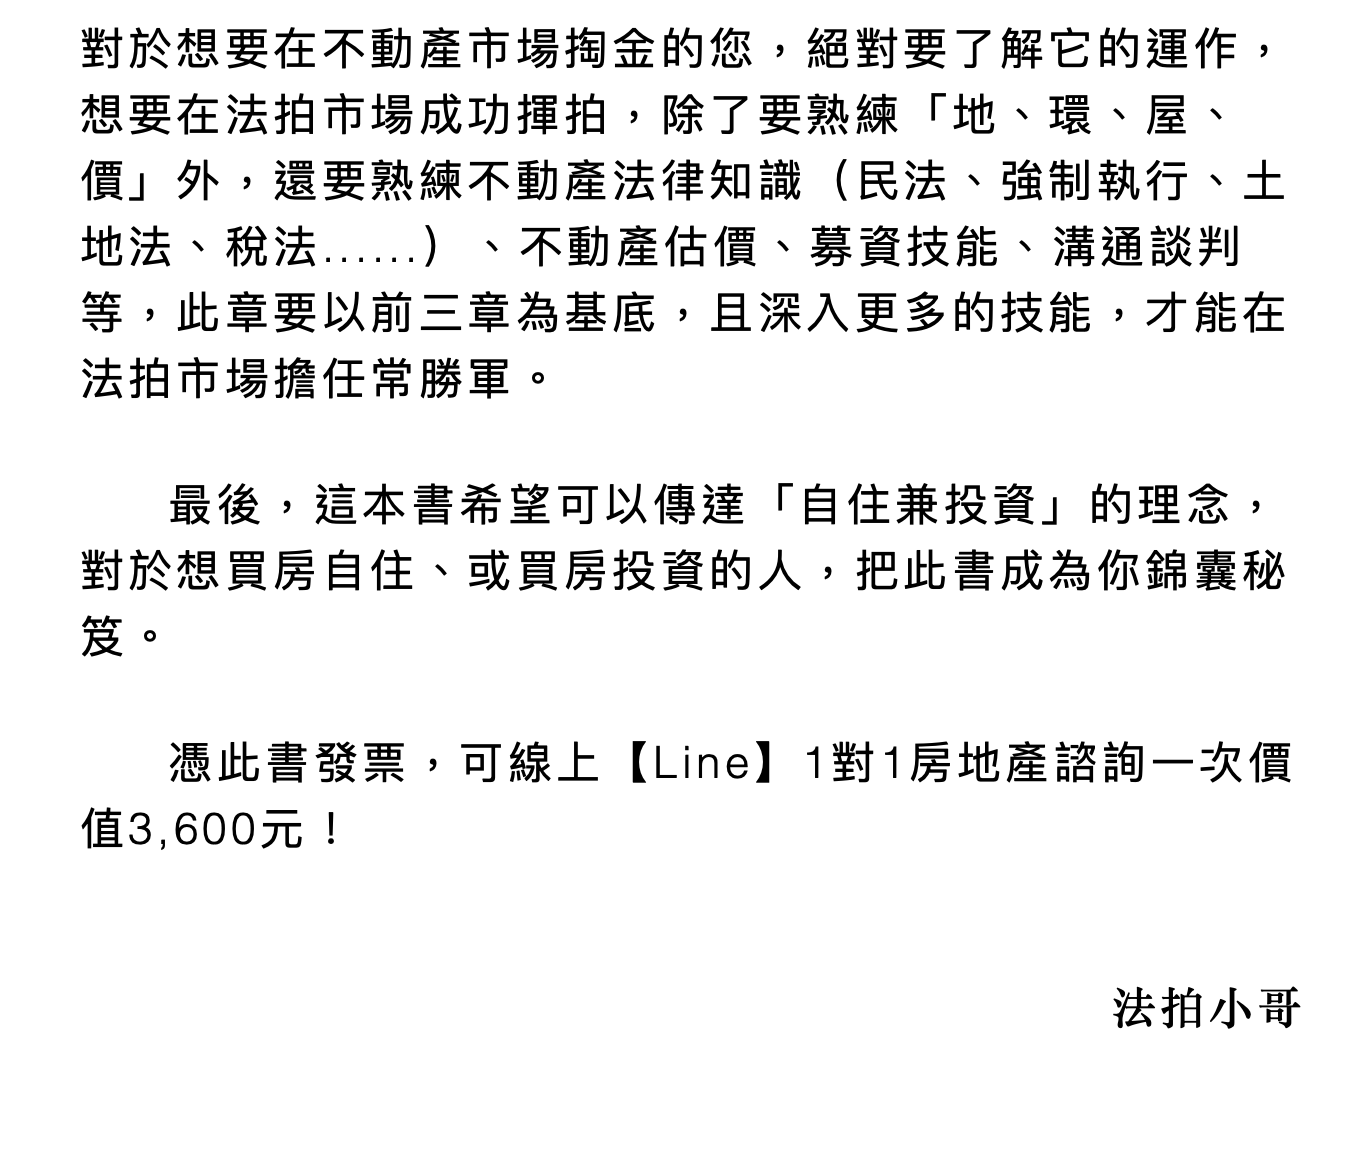 對於想要在不動產市場掏金的您，絕對要了解它的運作，
想要在法拍市場成功揮拍，除了要熟練「地、環、屋、
價」外，還要熟練不動產法律知識（民法、強制執行、土
地法、稅法......）、不動產估價、募資技能、溝通談判
等，此章要以前三章為基底，且深入更多的技能，才能在
法拍市場擔任常勝軍。
最後，這本書希望可以傳達「自住兼投資」的理念，
對於想買房自住、或買房投資的人，把此書成為你錦囊秘
笈。
憑此書發票，可線上【Line】1對1房地產諮詢一次價
值3,600元！
法拍小哥